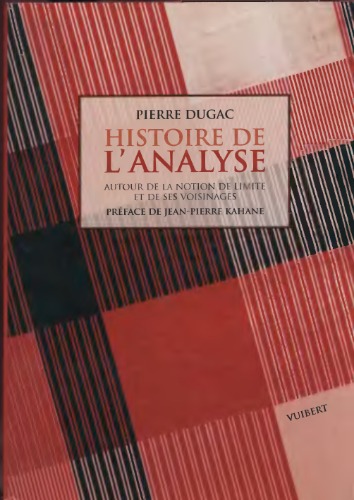 PIERRE DUGAC
HISTOIRE DE
L'ANALYSE
AUTOUR DE LA NOTION DE LIMITE
ET DE SES VOISINAGES
PRÉFACE DE JEAN-PIERRE KAHANE
VUIBERT